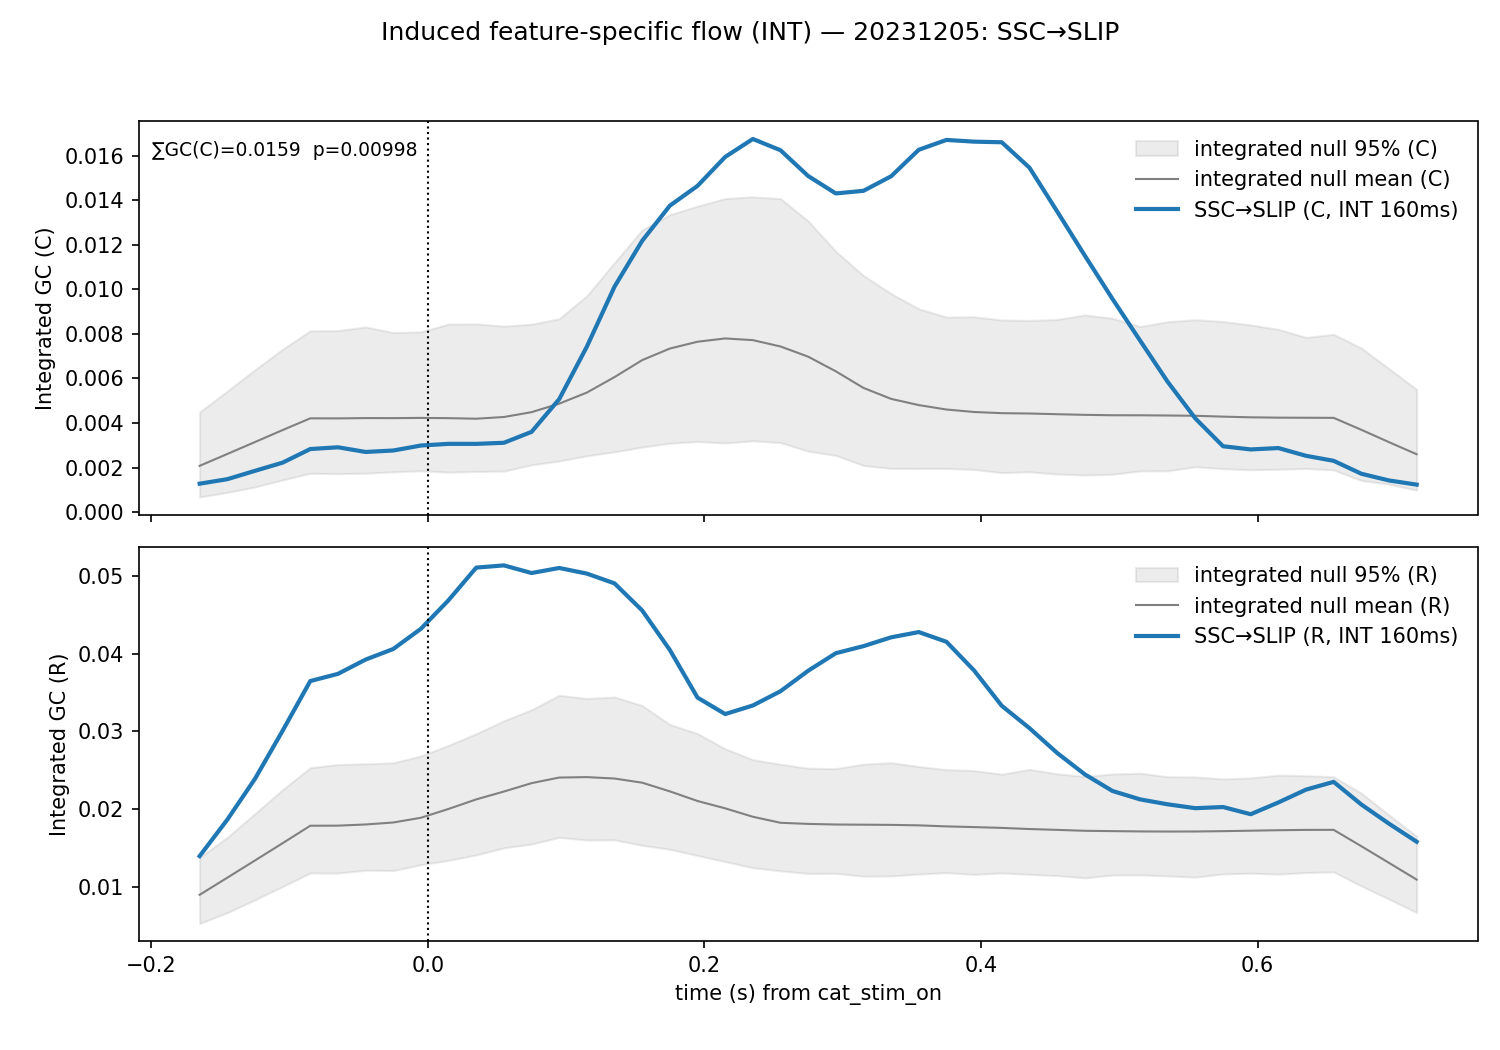 Induced feature-specific flow (INT) — 20231205: SSC→SLIP
∑GC(C)=0.0159  p=0.00998
integrated null 95% (C)
integrated null mean (C)
SSC→SLIP (C, INT 160ms)
Integrated GC (C)
0.016
0.014
0.012
0.010
0.008
0.006
0.004
0.002
0.000
integrated null 95% (R)
integrated null mean (R)
SSC→SLIP (R, INT 160ms)
Integrated GC (R)
0.05
0.04
0.03
0.02
0.01
−0.2 0.0 0.2 0.4 0.6
time (s) from cat_stim_on